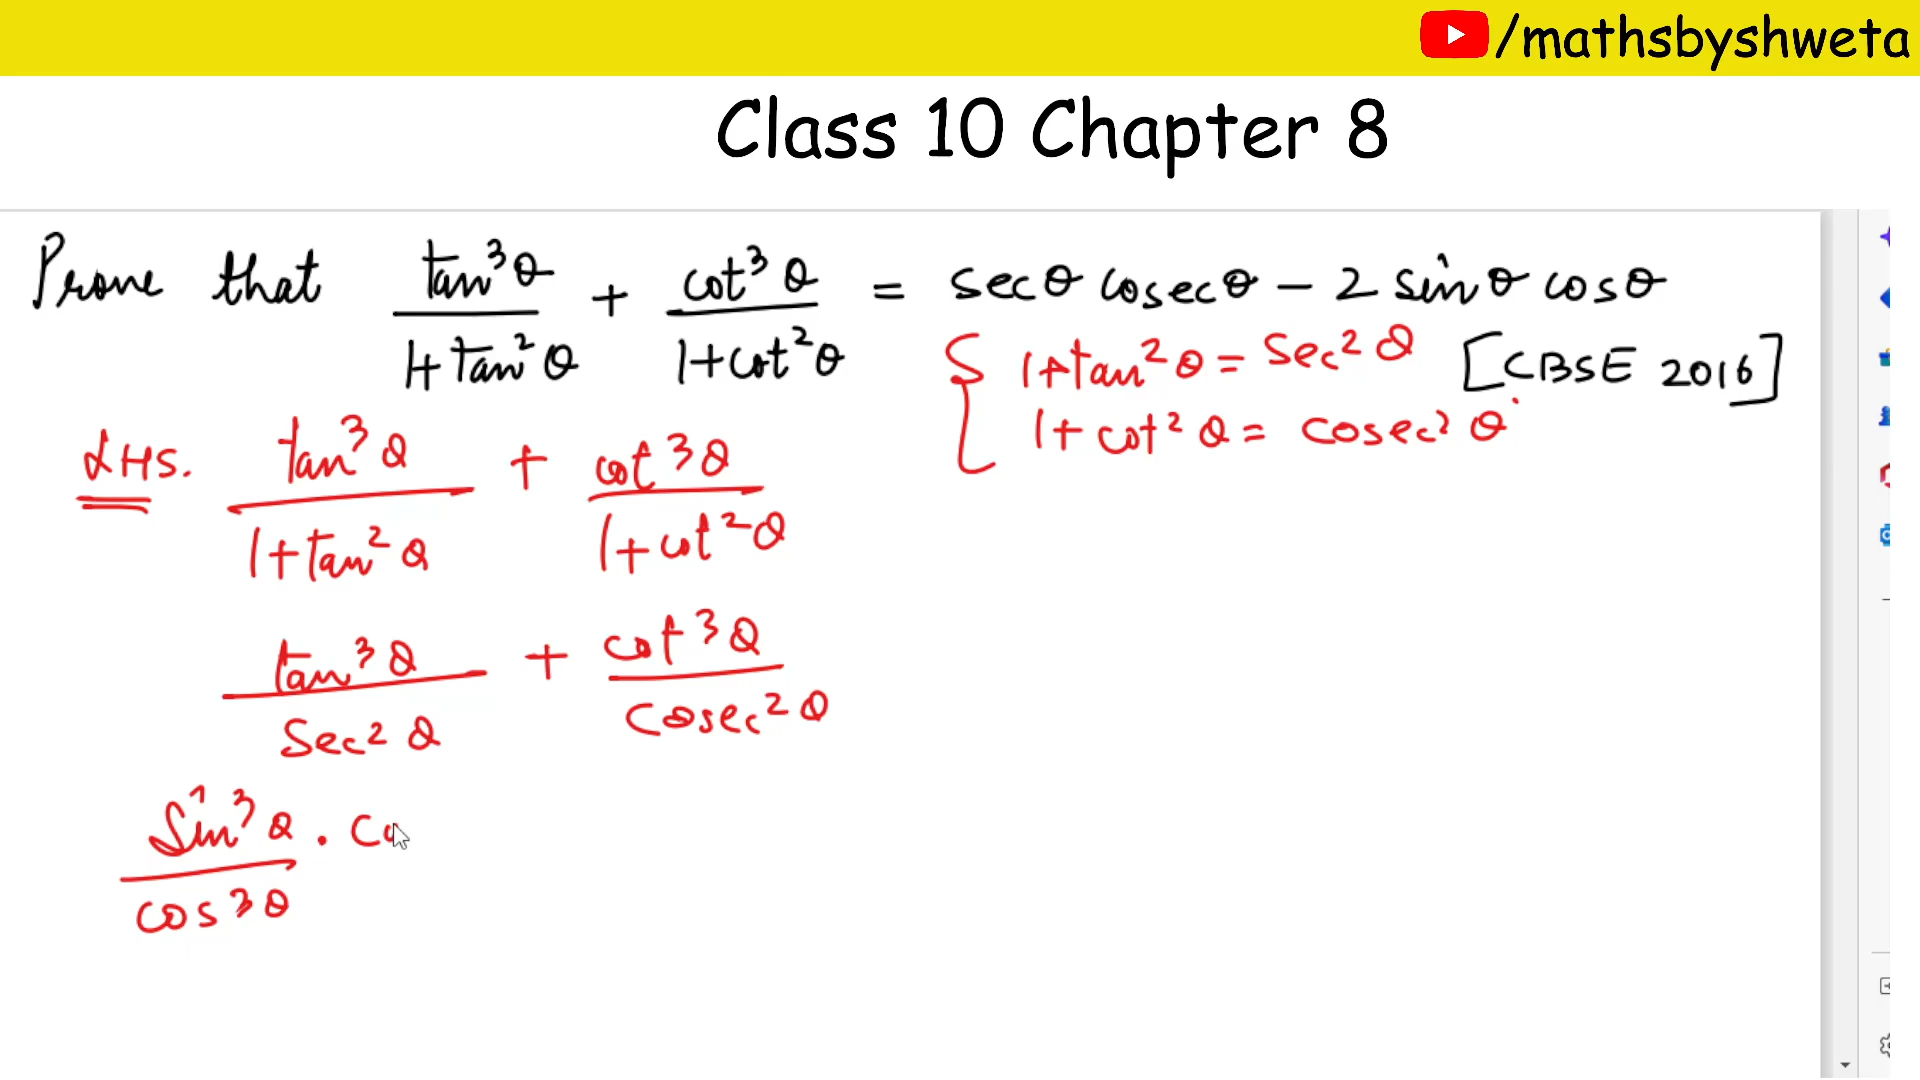 /mathsbyshweta
Class 10 Chapter 8
Prove that tan³θ/(1+tan²θ) + cot³θ/(1+cot²θ) = secθ cosecθ − 2 sinθ cosθ
{ 1+tan²θ = sec²θ [CBSE 2016]
1+cot²θ = cosec²θ
LHS. tan³θ/(1+tan²θ) + cot³θ/(1+cot²θ)
tan³θ/sec²θ + cot³θ/cosec²θ
sin³θ/cos³θ . co